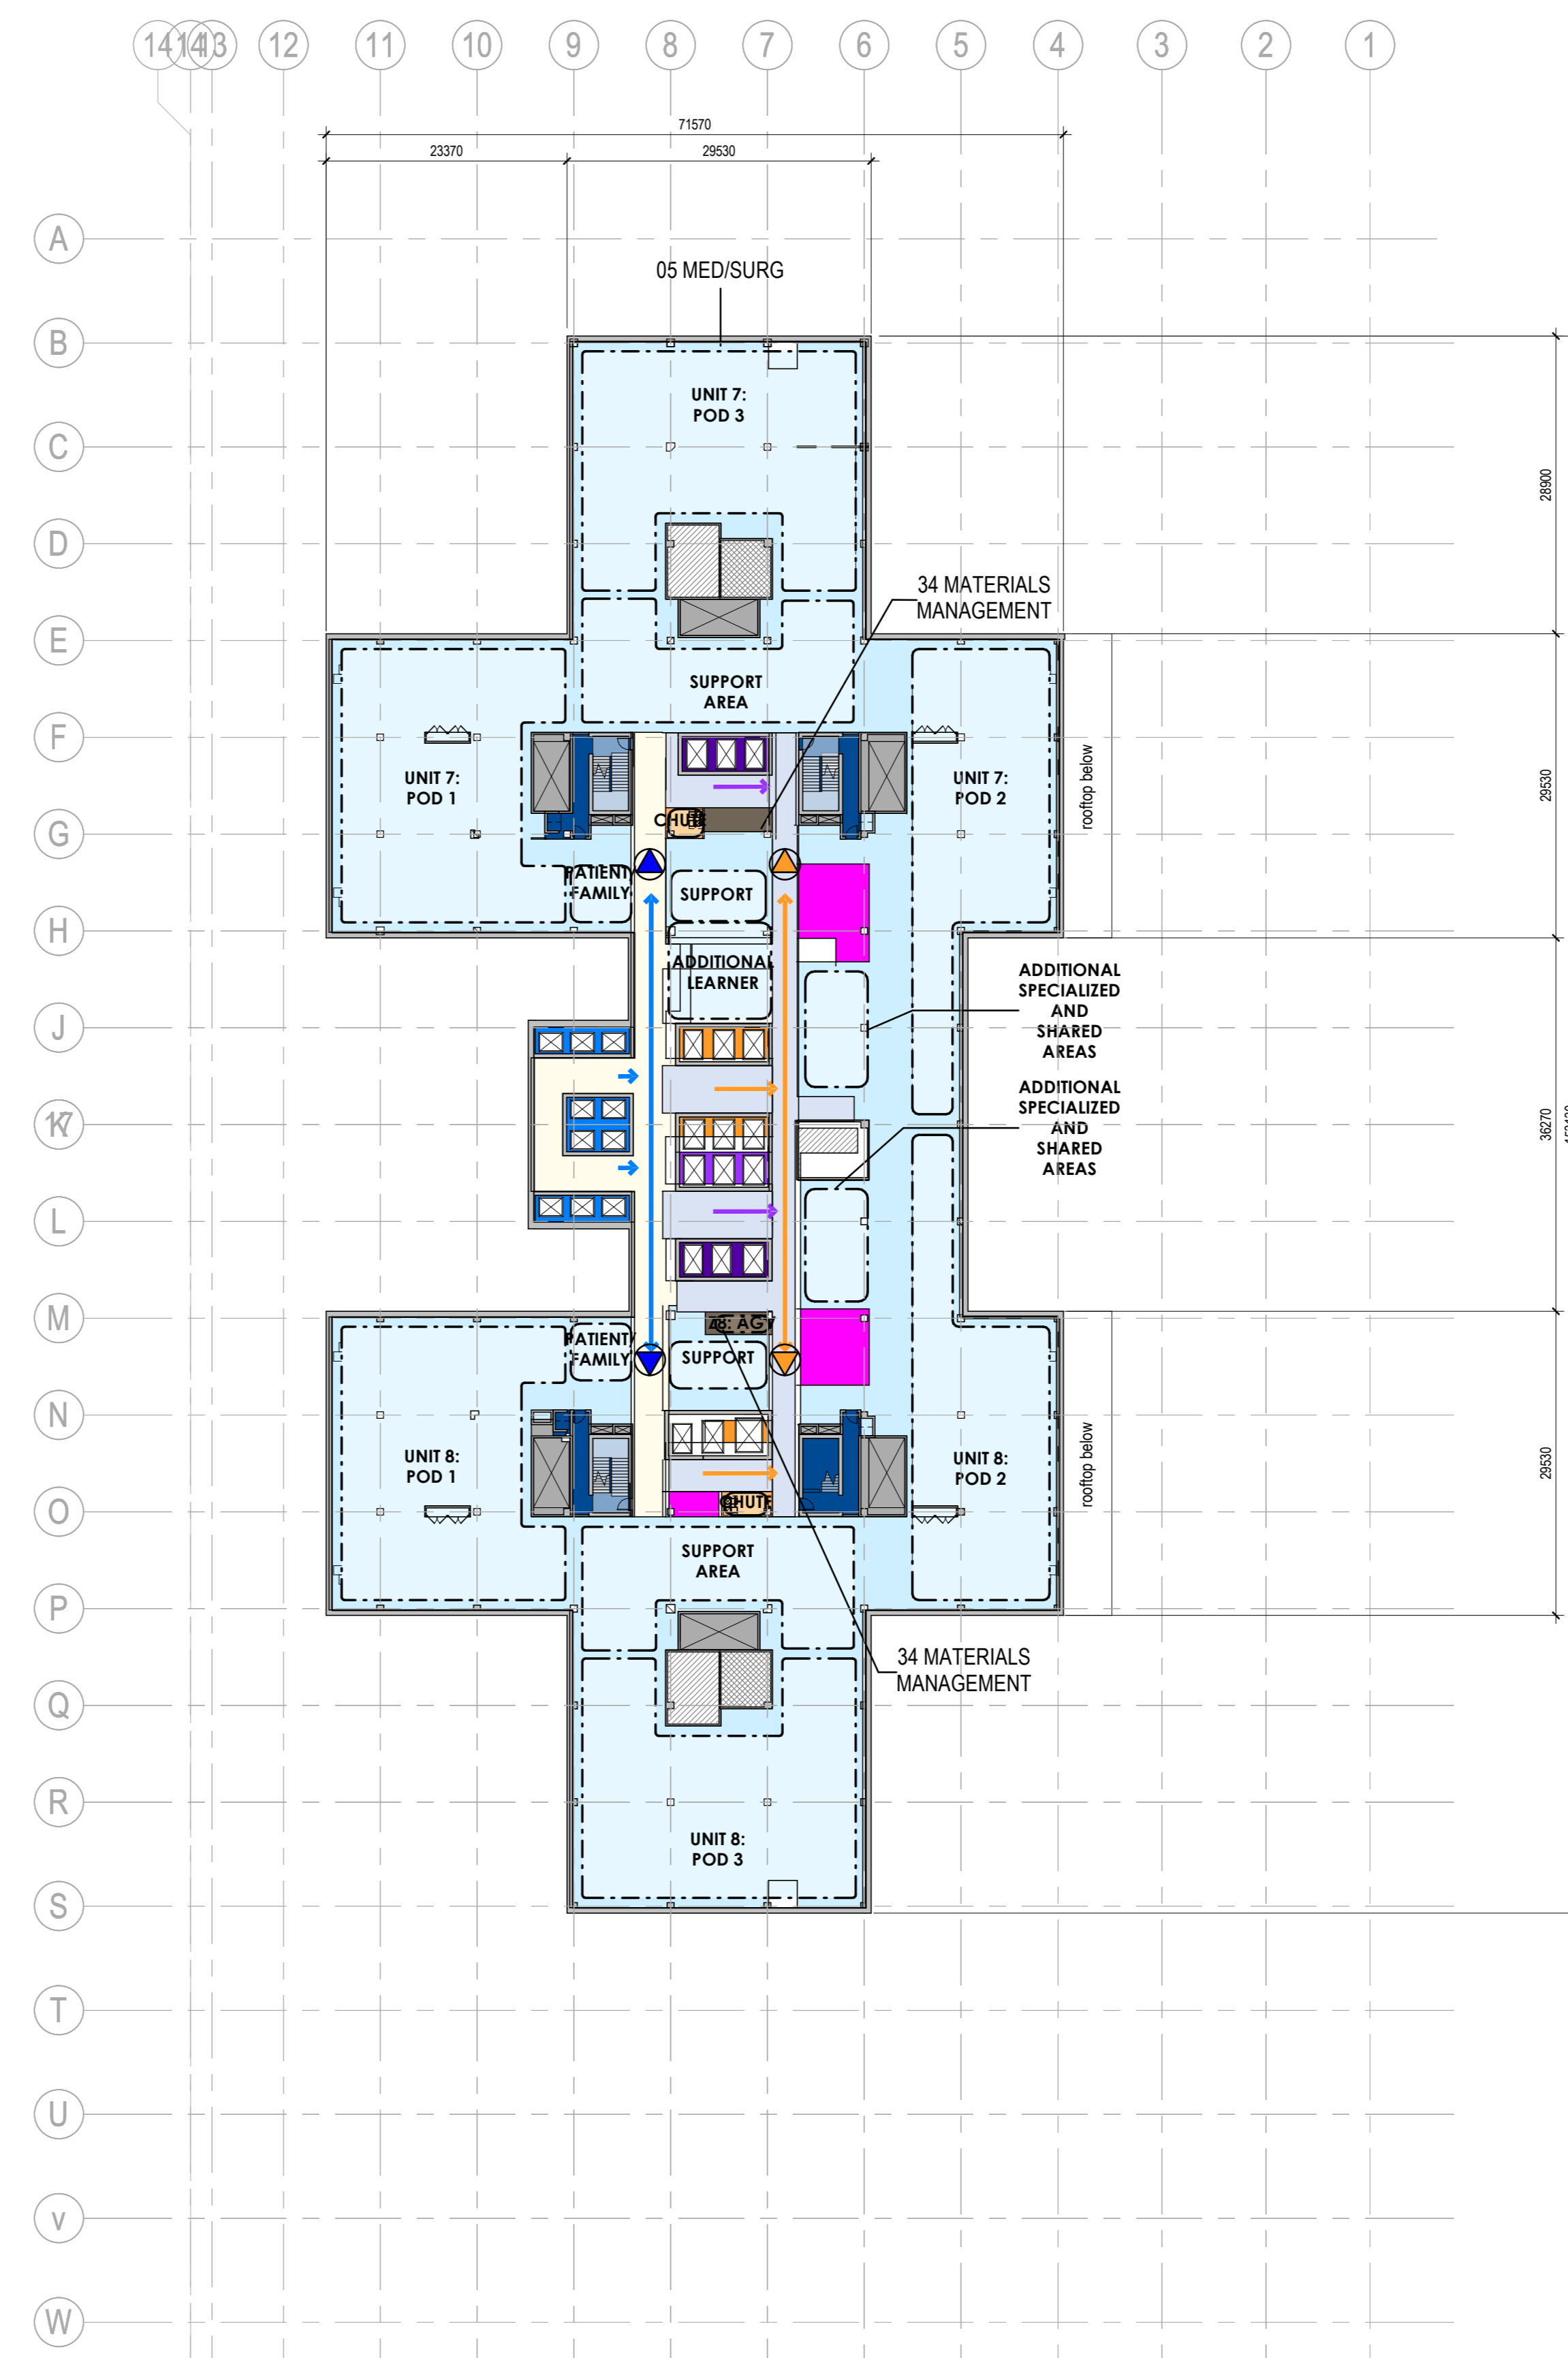 12
11
10
9
8
7
6
5
4
3
2
1
71570
23370
29530
A
05 MED/SURG
B
UNIT 7:
POD 3
C
28900
D
34 MATERIALS
MANAGEMENT
E
SUPPORT
AREA
F
UNIT 7:
POD 1
UNIT 7:
POD 2
rooftop below
29530
G
CHUTE
PATIENT/
FAMILY
SUPPORT
H
ADDITIONAL
LEARNER
ADDITIONAL
SPECIALIZED
AND
SHARED
AREAS
J
ADDITIONAL
SPECIALIZED
AND
SHARED
AREAS
36270
L
M
PATIENT/
FAMILY
SUPPORT
N
UNIT 8:
POD 1
UNIT 8:
POD 2
rooftop below
29530
O
CHUTE
SUPPORT
AREA
P
34 MATERIALS
MANAGEMENT
Q
R
UNIT 8:
POD 3
S
T
U
v
W